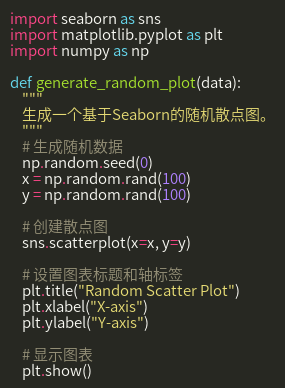 import seaborn as sns
import matplotlib.pyplot as plt
import numpy as np
def generate_random_plot(data):
"""
生成一个基于Seaborn的随机散点图。
"""
# 生成随机数据
np.random.seed(0)
x = np.random.rand(100)
y = np.random.rand(100)
# 创建散点图
sns.scatterplot(x=x, y=y)
# 设置图表标题和轴标签
plt.title("Random Scatter Plot")
plt.xlabel("X-axis")
plt.ylabel("Y-axis")
# 显示图表
plt.show()